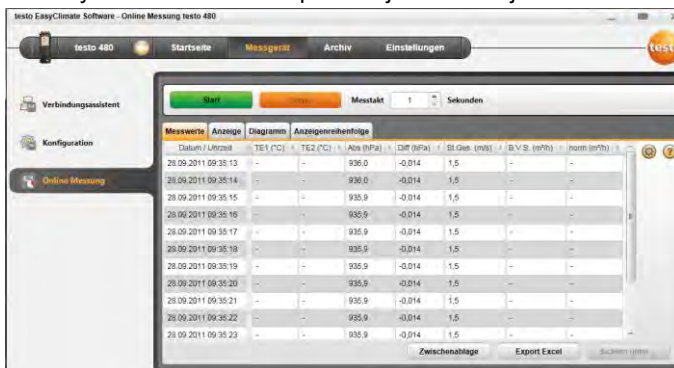 testo EasyClimate Software - Online Messung testo 480
testo 480 Startseite Messgerät Archiv Einstellungen
test
Verbindungsassistent
Konfiguration
Online Messung
Start Messtakt 1 Sekunden
Messwerte Anzeige Diagramm Anzeigenreihenfolge
Datum / Uhrzeit TE1 (°C) TE2 (°C) Abs (hPa) Diff (hPa) St.Ges. (m/s) B.V.S. (m³/h) norm (m³/h)
28.09.2011 09:35:13 - - 936,0 -0,014 1,5 - -
28.09.2011 09:35:14 - - 936,0 -0,014 1,5 - -
28.09.2011 09:35:15 - - 935,9 -0,014 1,5 - -
28.09.2011 09:35:16 - - 935,9 -0,014 1,5 - -
28.09.2011 09:35:17 - - 935,9 -0,014 1,5 - -
28.09.2011 09:35:18 - - 935,9 -0,014 1,5 - -
28.09.2011 09:35:19 - - 935,9 -0,014 1,5 - -
28.09.2011 09:35:20 - - 935,9 -0,014 1,5 - -
28.09.2011 09:35:21 - - 935,9 -0,014 1,5 - -
28.09.2011 09:35:22 - - 935,9 -0,014 1,5 - -
28.09.2011 09:35:23 - - 935,9 -0,014 1,5 - -
Zwischenablage Export Excel